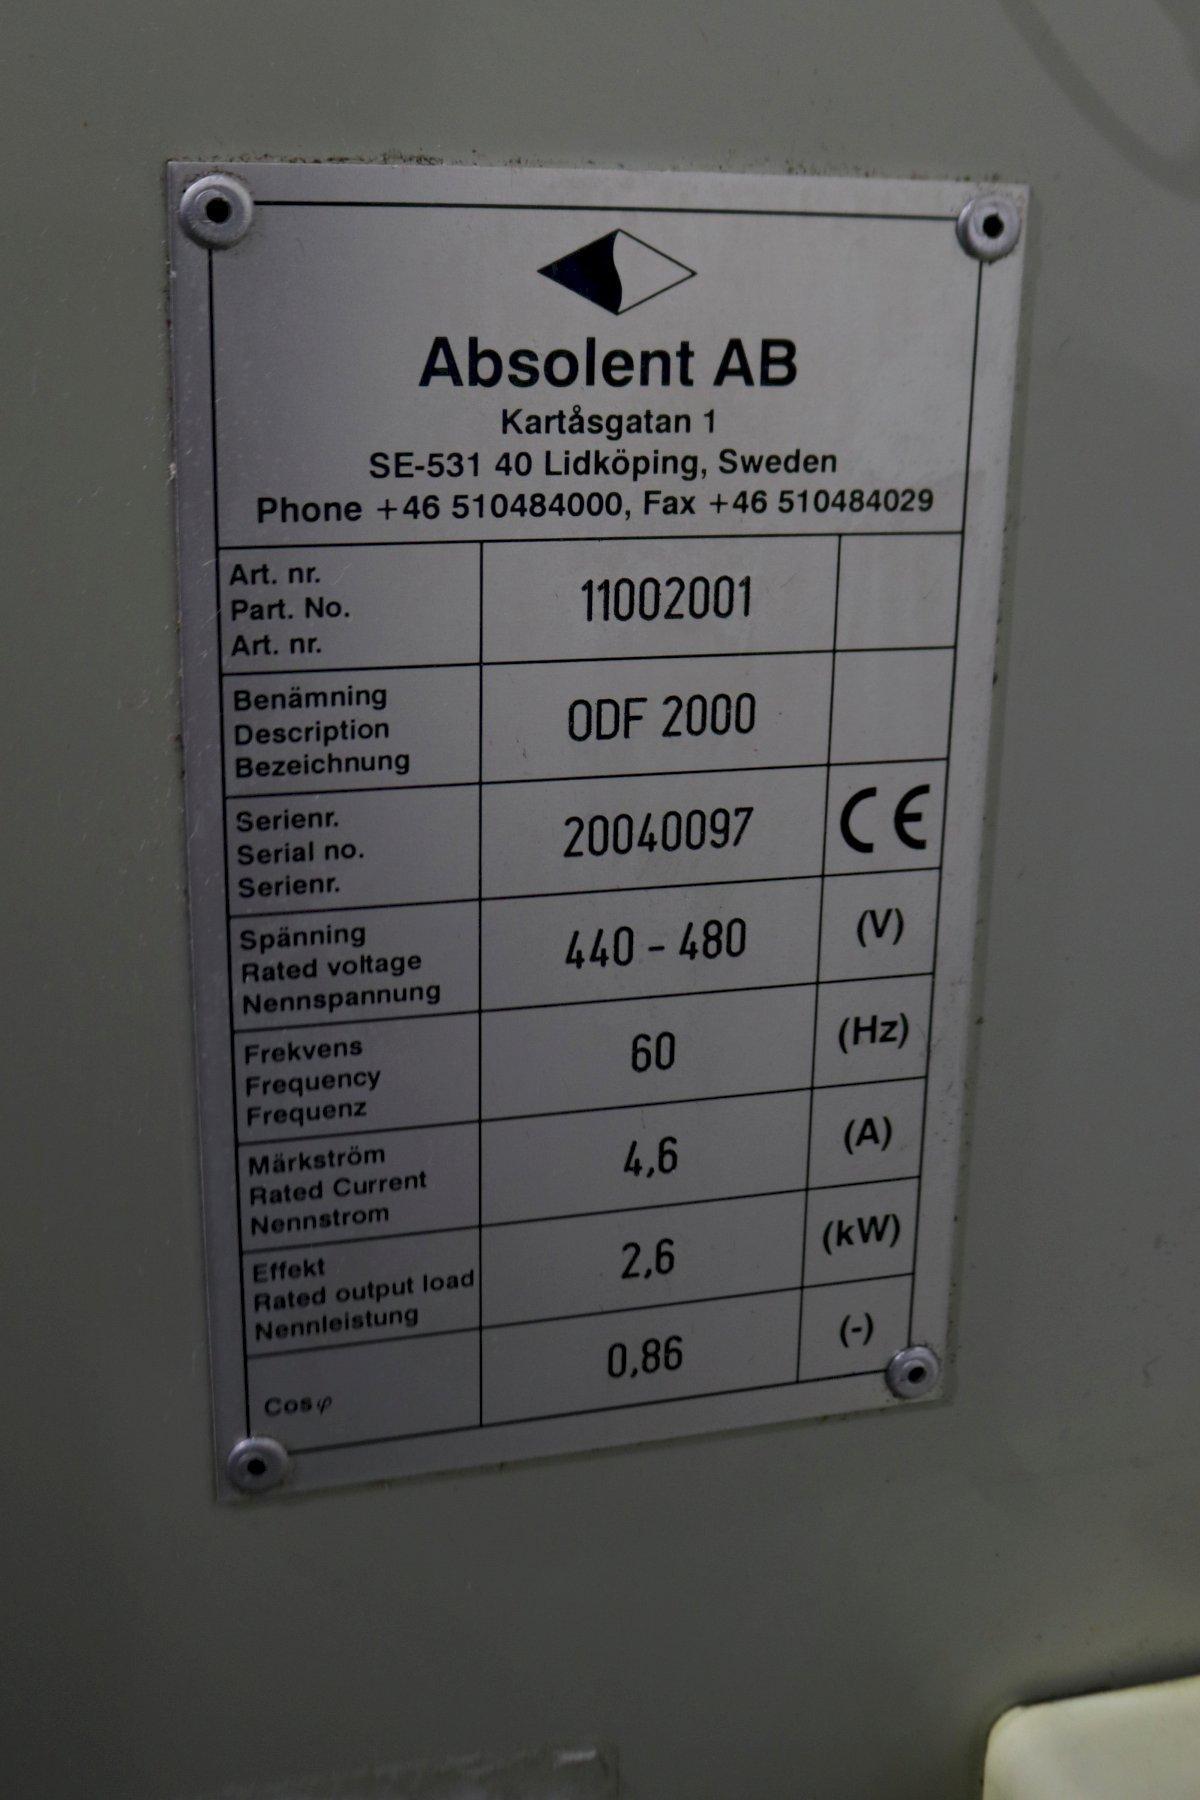 Absolent AB
Kartåsgatan 1
SE-531 40 Lidköping, Sweden
Phone +46 510484000, Fax +46 510484029
Art. nr.
Part. No.
Art. nr.
11002001
Benämning
Description
Bezeichnung
ODF 2000
Serienr.
Serial no.
Serienr.
20040097
CE
Spänning
Rated voltage
Nennspannung
440 - 480
(V)
Frekvens
Frequency
Frequenz
60
(Hz)
Märkström
Rated Current
Nennstrom
4,6
(A)
Effekt
Rated output load
Nennleistung
2,6
(kW)
Cosφ
0,86
(-)